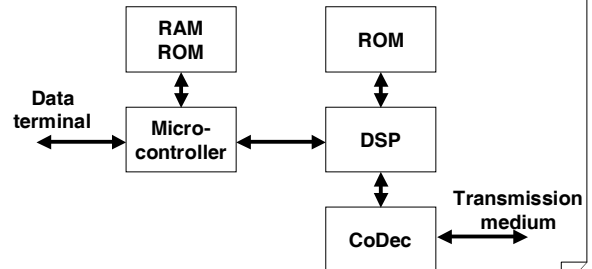 RAM
ROM
ROM
Data
terminal
Micro-
controller
DSP
Transmission
medium
CoDec